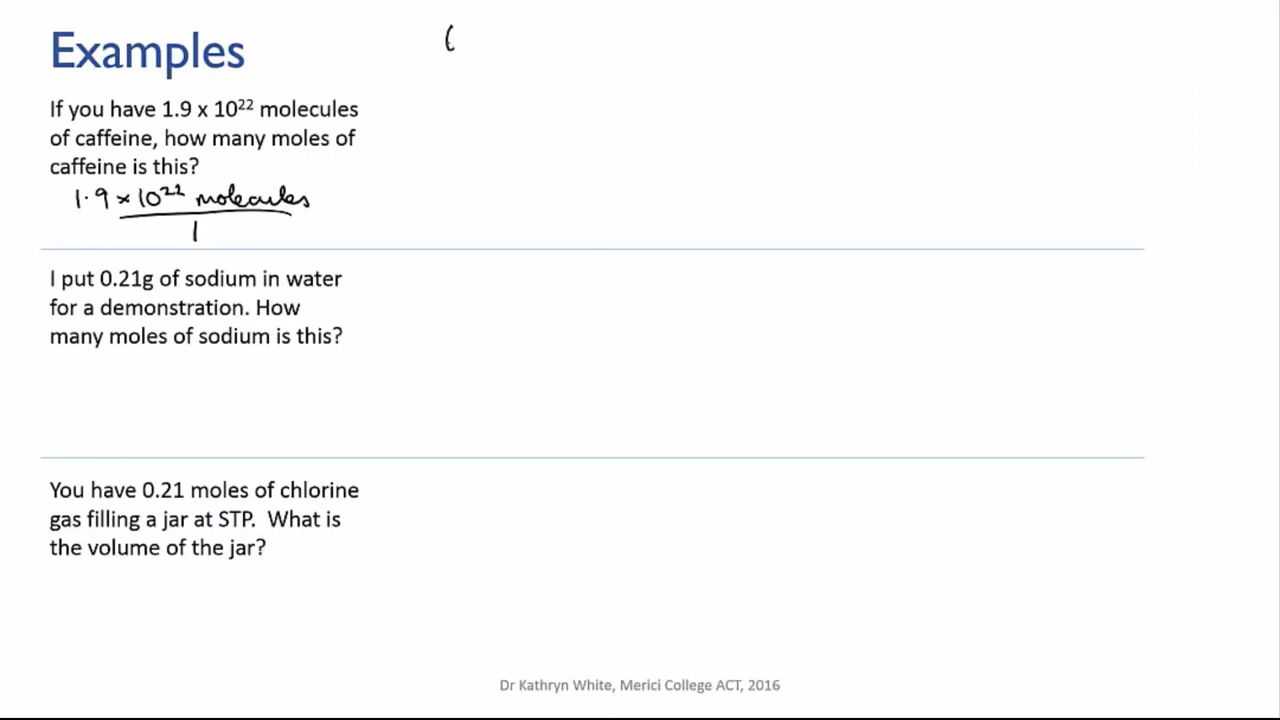 Examples
If you have 1.9 x 10²² molecules
of caffeine, how many moles of
caffeine is this?
1.9 × 10²² molecules
1
I put 0.21g of sodium in water
for a demonstration. How
many moles of sodium is this?
You have 0.21 moles of chlorine
gas filling a jar at STP.  What is
the volume of the jar?
Dr Kathryn White, Merici College ACT, 2016